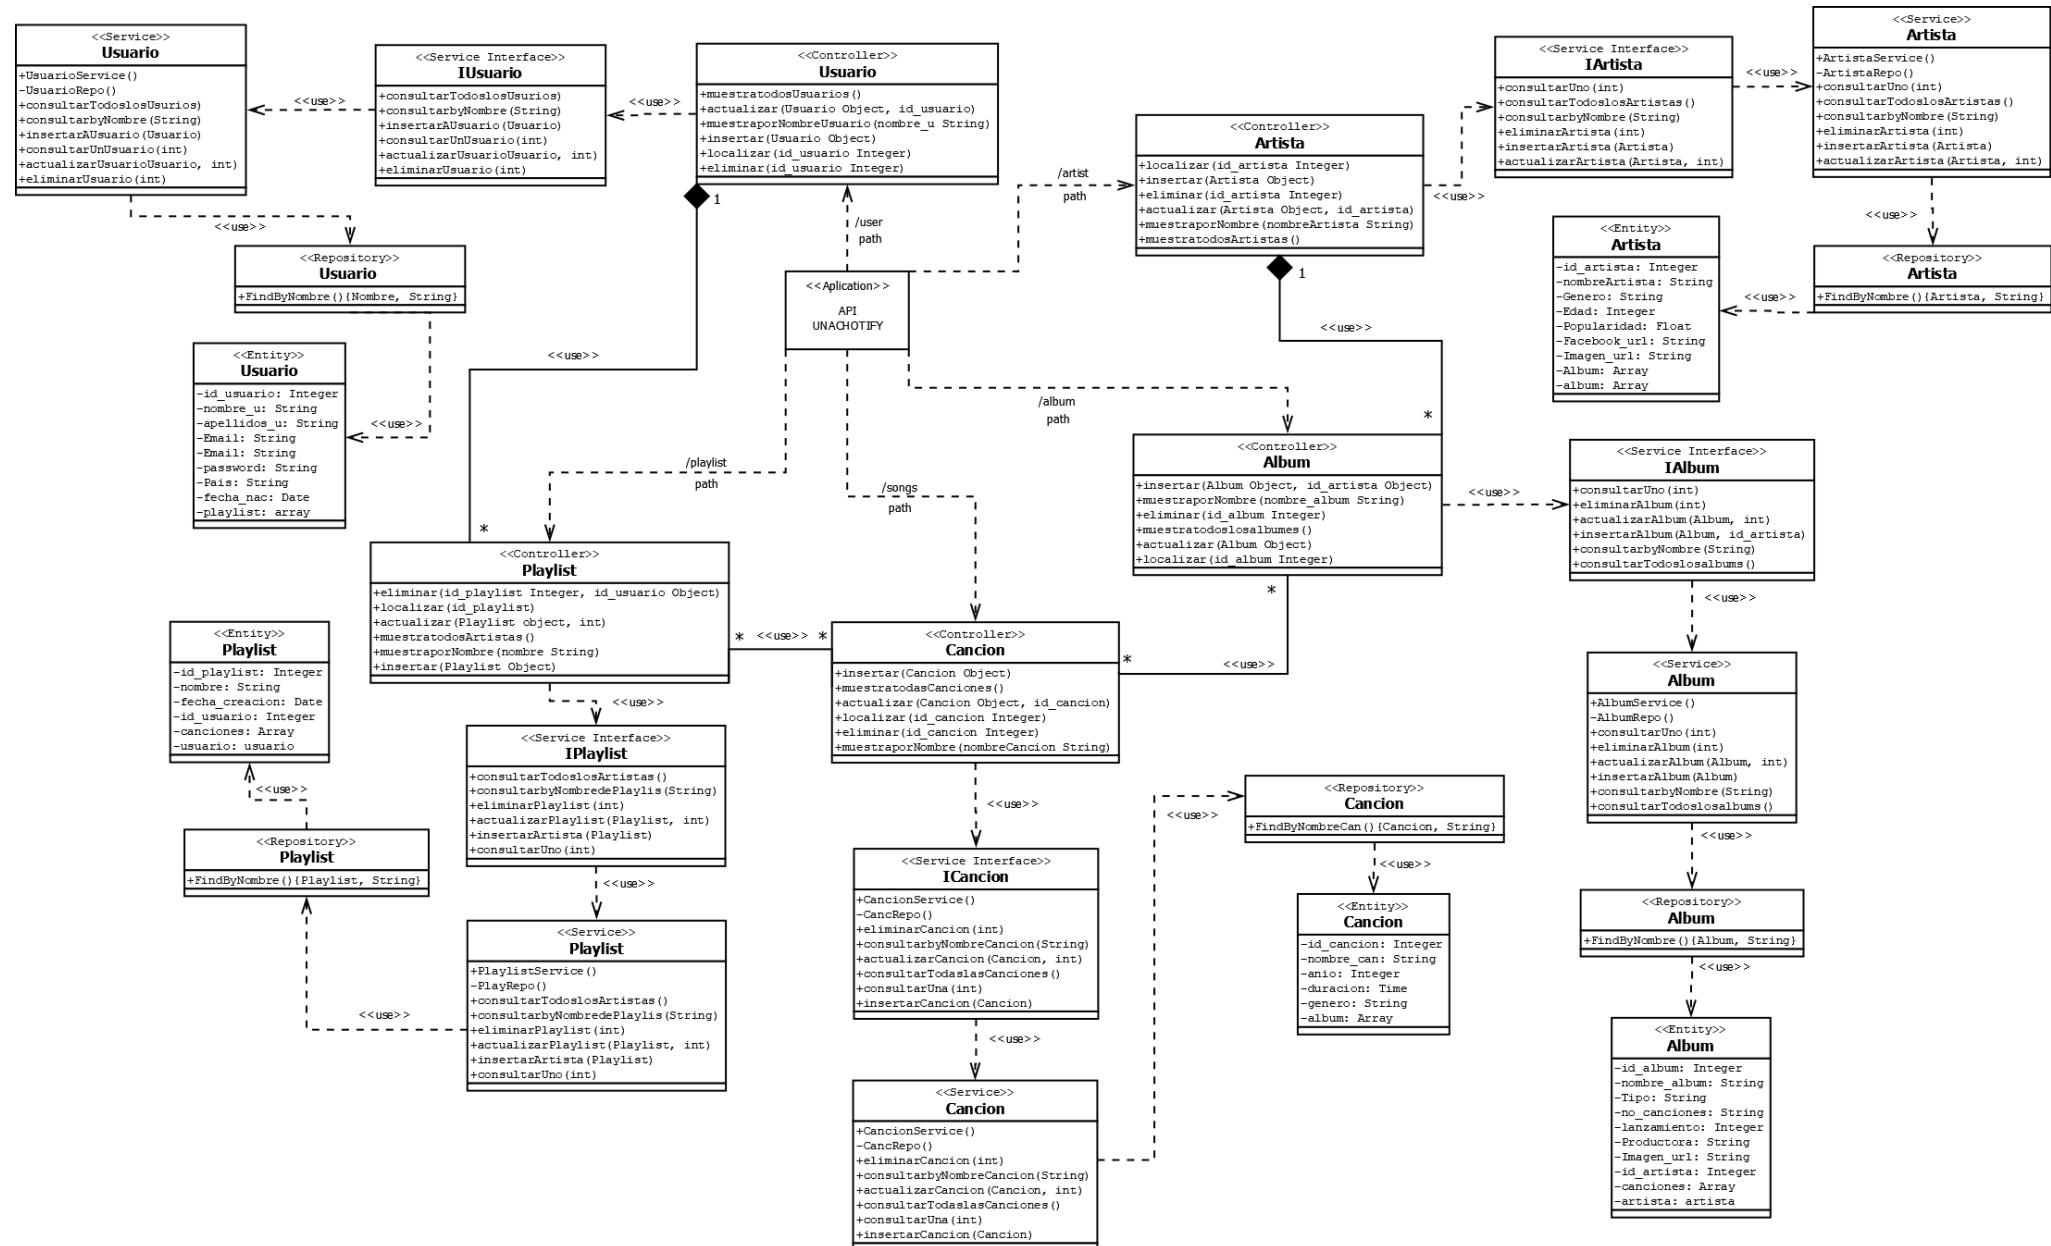 <<Service>>
Usuario
+UsuarioService()
-UsuarioRepo()
+consultarTodoslosUsurios)
+consultarbyNombre(String)
+insertarAUsuario(Usuario)
+consultarUnUsuario(int)
+actualizarUsuarioUsuario, int)
+eliminarUsuario(int)
<<use>>
<<Service Interface>>
IUsuario
+consultarTodoslosUsurios)
+consultarbyNombre(String)
+insertarAUsuario(Usuario)
+consultarUnUsuario(int)
+actualizarUsuarioUsuario, int)
+eliminarUsuario(int)
<<use>>
<<Controller>>
Usuario
+muestratodosUsuarios()
+actualizar(Usuario Object, id_usuario)
+muestraporNombreUsuario(nombre_u String)
+insertar(Usuario Object)
+localizar(id_usuario Integer)
+eliminar(id_usuario Integer)
1
<<Controller>>
Artista
+localizar(id_artista Integer)
+insertar(Artista Object)
+eliminar(id_artista Integer)
+actualizar(Artista Object, id_artista)
+muestraporNombre(nombreArtista String)
+muestratodosArtistas()
1
<<use>>
<<Service Interface>>
IArtista
+consultarUno(int)
+consultarTodoslosArtistas()
+consultarbyNombre(String)
+eliminarArtista(int)
+insertarArtista(Artista)
+actualizarArtista(Artista, int)
<<use>>
<<Service>>
Artista
+ArtistaService()
-ArtistaRepo()
-consultarUno(int)
+consultarTodoslosArtistas()
+consultarbyNombre(String)
+eliminarArtista(int)
+insertarArtista(Artista)
+actualizarArtista(Artista, int)
<<use>>
<<Repository>>
Artista
+FindByNombre(){Artista, String}
<<use>>
<<Entity>>
Artista
-id_artista: Integer
-nombreArtista: String
-Genero: String
-Edad: Integer
-Popularidad: Float
-Facebook_url: String
-Imagen_url: String
-Album: Array
-album: Array
<<use>>
<<Repository>>
Usuario
+FindByNombre(){Nombre, String}
<<use>>
<<Entity>>
Usuario
-id_usuario: Integer
-nombre_u: String
-apellidos_u: String
-Email: String
-Email: String
-password: String
-Pais: String
-fecha_nac: Date
-playlist: array
/user
path
/artist
path
<<Aplication>>
API
UNACHOTIFY
<<use>>
*
<<use>>
*
/playlist
path
/songs
path
/album
path
<<Controller>>
Album
+insertar(Album Object, id_artista Object)
+muestraporNombre(nombre_album String)
+eliminar(id_album Integer)
+muestratodoslosalbumes()
+actualizar(Album Object)
+localizar(id_album Integer)
*
<<use>>
*
<<use>>
<<Service Interface>>
IAlbum
+consultarUno(int)
+eliminarAlbum(int)
+actualizarAlbum(Album, int)
+insertarAlbum(Album, id_artista)
+consultarbyNombre(String)
+consultarTodoslosalbums()
<<use>>
<<Service>>
Album
+AlbumService()
-AlbumRepo()
+consultarUno(int)
+eliminarAlbum(int)
+actualizarAlbum(Album, int)
+insertarAlbum(Album)
+consultarbyNombre(String)
+consultarTodoslosalbums()
<<use>>
<<Repository>>
Album
+FindByNombre(){Album, String}
<<use>>
<<Entity>>
Album
-id_album: Integer
-nombre_album: String
-Tipo: String
-no_canciones: String
-lanzamiento: Integer
-Productora: String
-Imagen_url: String
-id_artista: Integer
-canciones: Array
-artista: artista
<<Controller>>
Playlist
+eliminar(id_playlist Integer, id_usuario Object)
+localizar(id_playlist)
+actualizar(Playlist object, int)
+muestratodosArtistas()
+muestraporNombre(nombre String)
+insertar(Playlist Object)
* <<use>> *
<<Controller>>
Cancion
+insertar(Cancion Object)
+muestratodasCanciones()
+actualizar(Cancion Object, id_cancion)
+localizar(id_cancion Integer)
+eliminar(id_cancion Integer)
+muestraporNombre(nombreCancion String)
<<use>>
<<Entity>>
Playlist
-id_playlist: Integer
-nombre: String
-fecha_creacion: Date
-id_usuario: Integer
-canciones: Array
-usuario: usuario
<<use>>
<<Repository>>
Playlist
+FindByNombre(){Playlist, String}
<<use>>
<<Service Interface>>
IPlaylist
+consultarTodoslosArtistas()
+consultarbyNombredePlaylis(String)
+eliminarPlaylist(int)
+actualizarPlaylist(Playlist, int)
+insertarArtista(Playlist)
+consultarUno(int)
<<use>>
<<Service>>
Playlist
+PlaylistService()
-PlayRepo()
+consultarTodoslosArtistas()
+consultarbyNombredePlaylis(String)
+eliminarPlaylist(int)
+actualizarPlaylist(Playlist, int)
+insertarArtista(Playlist)
+consultarUno(int)
<<use>>
<<Service Interface>>
ICancion
+CancionService()
-CancRepo()
+eliminarCancion(int)
+consultarbyNombreCancion(String)
+actualizarCancion(Cancion, int)
+consultarTodaslasCanciones()
+consultarUna(int)
+insertarCancion(Cancion)
<<use>>
<<Service>>
Cancion
+CancionService()
-CancRepo()
+eliminarCancion(int)
+consultarbyNombreCancion(String)
+actualizarCancion(Cancion, int)
+consultarTodaslasCanciones()
+consultarUna(int)
+insertarCancion(Cancion)
<<use>>
<<Repository>>
Cancion
+FindByNombreCan(){Cancion, String}
<<use>>
<<Entity>>
Cancion
-id_cancion: Integer
-nombre_can: String
-anio: Integer
-duracion: Time
-genero: String
-album: Array